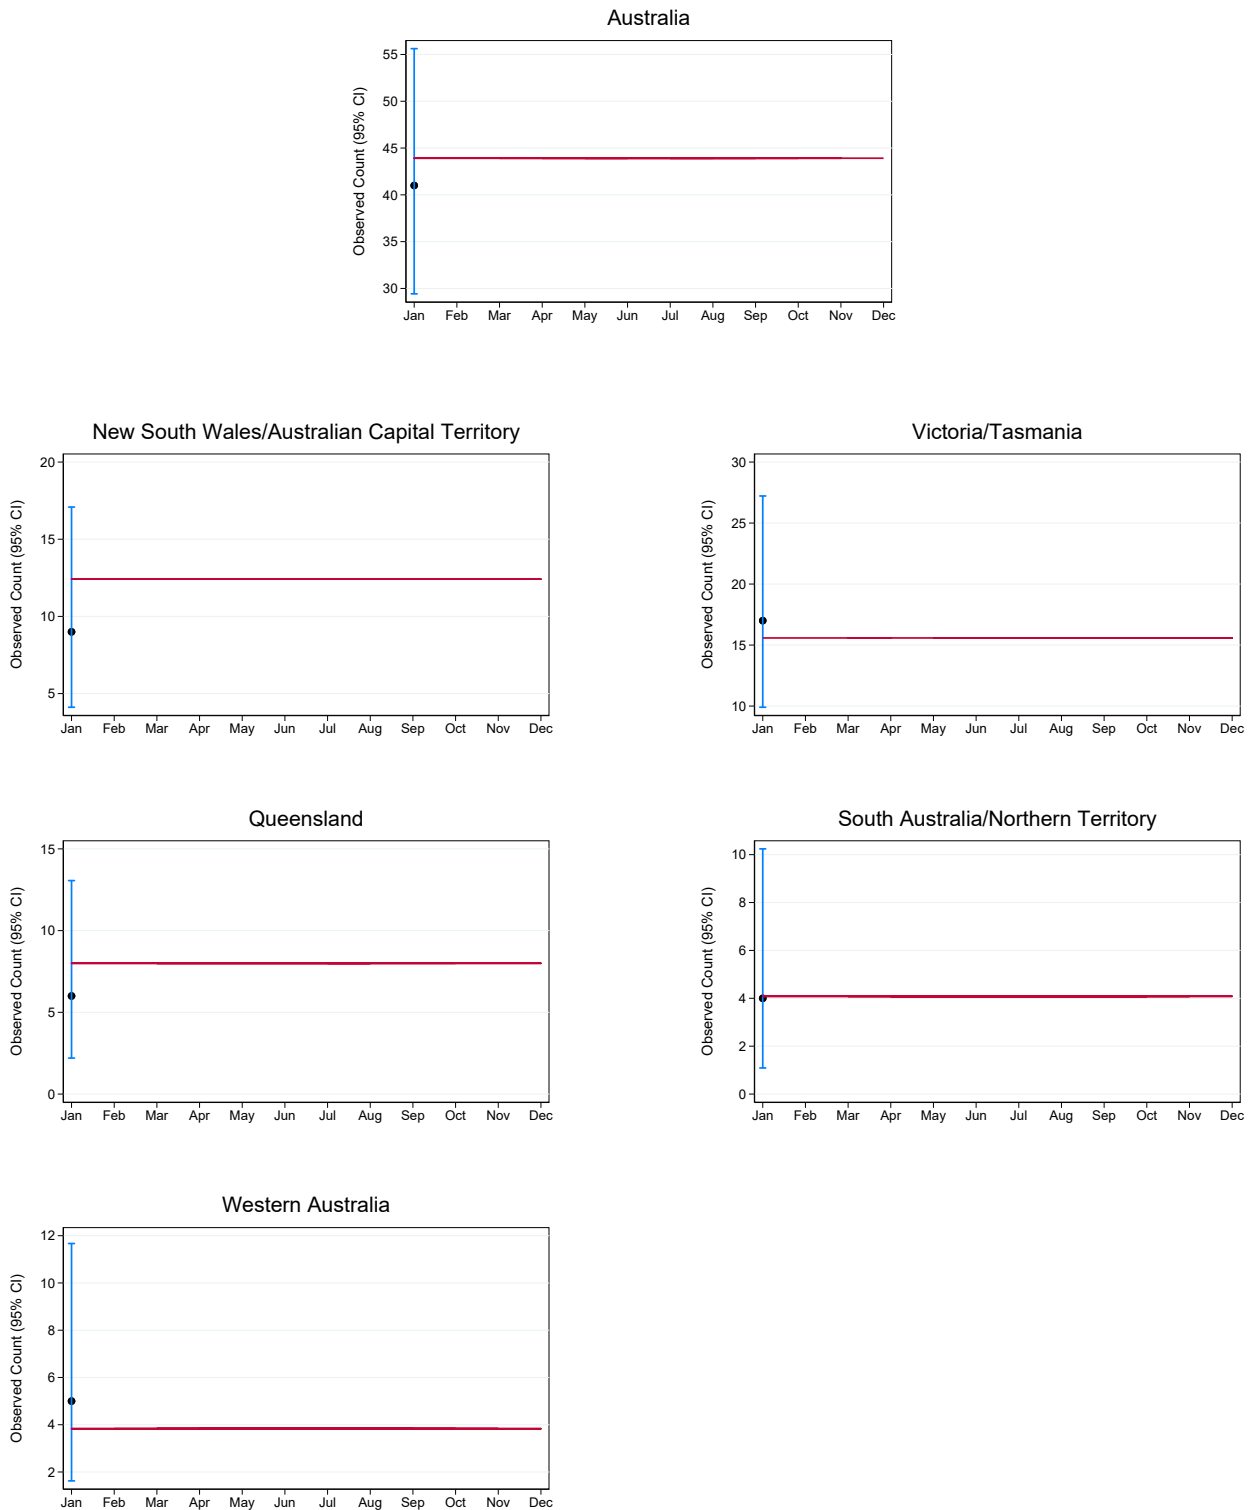 Australia
Observed Count (95% CI)
55
50
45
40
35
30
Jan Feb Mar Apr May Jun Jul Aug Sep Oct Nov Dec
New South Wales/Australian Capital Territory
Observed Count (95% CI)
20
15
10
5
Jan Feb Mar Apr May Jun Jul Aug Sep Oct Nov Dec
Victoria/Tasmania
Observed Count (95% CI)
30
25
20
15
10
Jan Feb Mar Apr May Jun Jul Aug Sep Oct Nov Dec
Queensland
Observed Count (95% CI)
15
10
5
0
Jan Feb Mar Apr May Jun Jul Aug Sep Oct Nov Dec
South Australia/Northern Territory
Observed Count (95% CI)
10
8
6
4
2
0
Jan Feb Mar Apr May Jun Jul Aug Sep Oct Nov Dec
Western Australia
Observed Count (95% CI)
12
10
8
6
4
2
Jan Feb Mar Apr May Jun Jul Aug Sep Oct Nov Dec